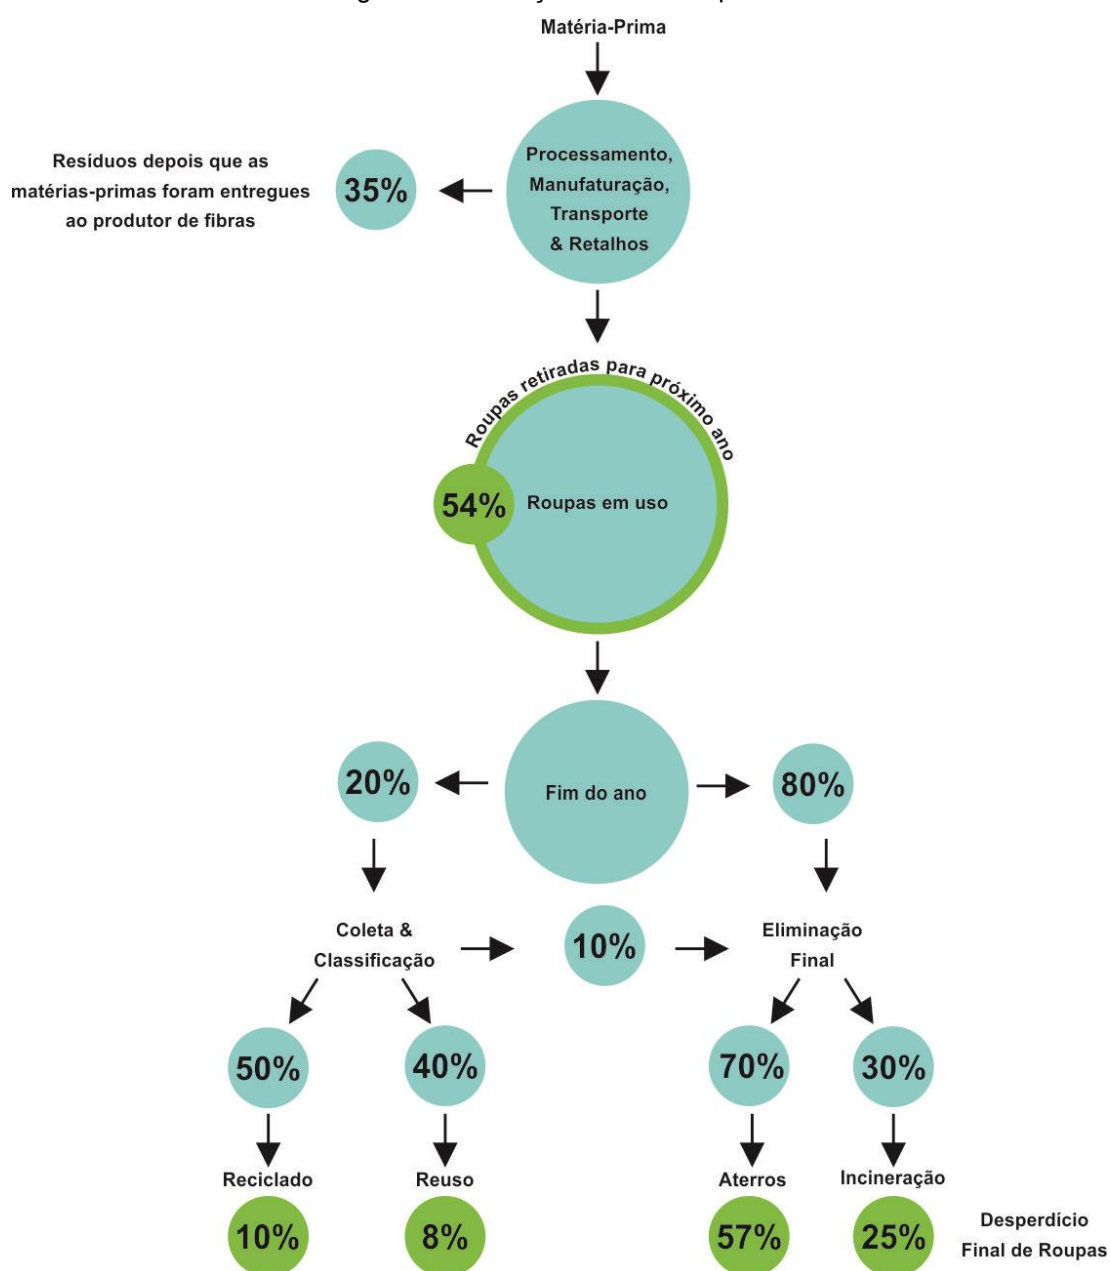 Matéria-Prima
Processamento,
Manufaturação,
Transporte
& Retalhos
Resíduos depois que as
matérias-primas foram entregues
ao produtor de fibras
35%
Roupas retiradas para próximo ano
54%
Roupas em uso
20%
Fim do ano
80%
Coleta &
Classificação
10%
Eliminação
Final
50%
40%
70%
30%
Reciclado
Reuso
Aterros
Incineração
10%
8%
57%
25%
Desperdício
Final de Roupas